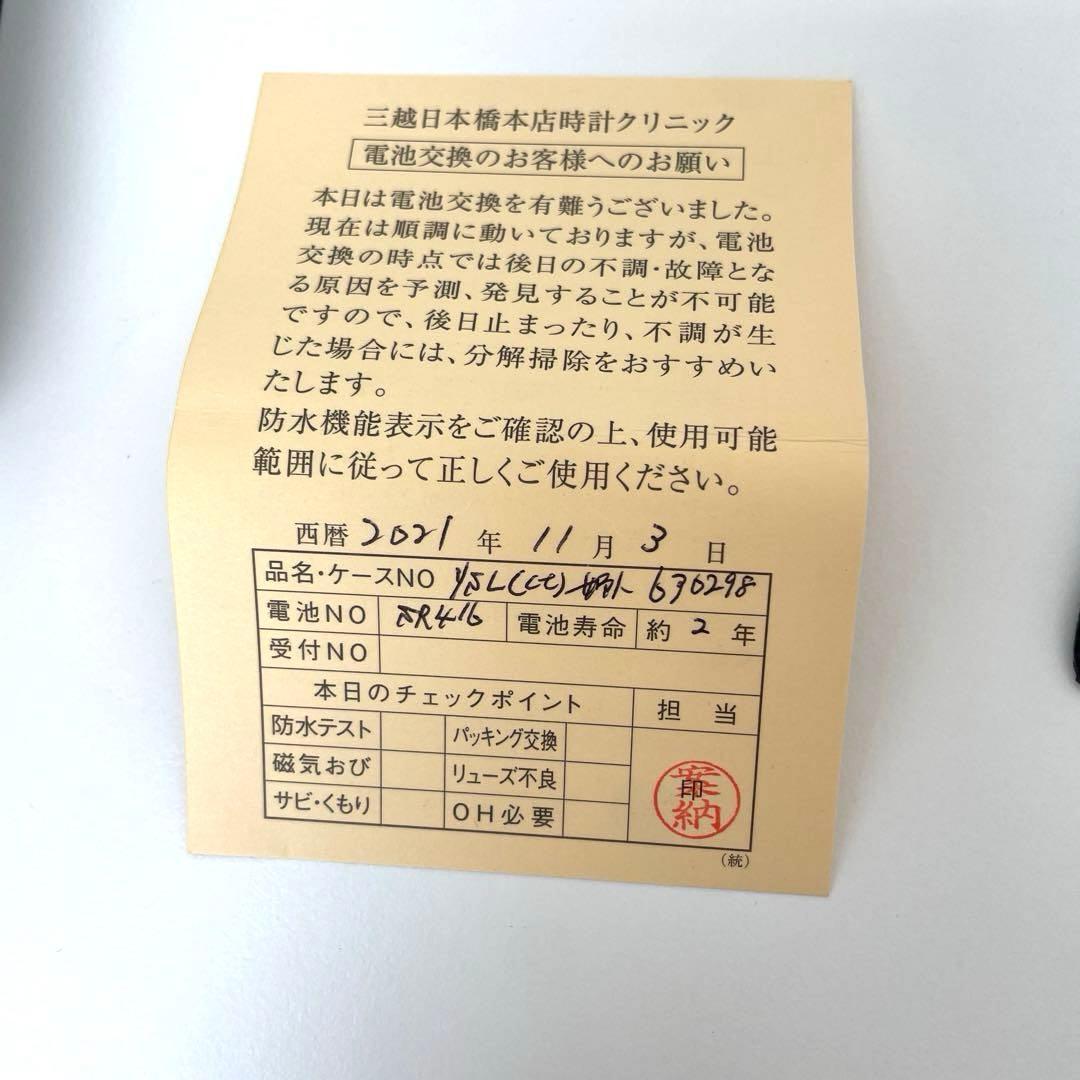 三越日本橋本店時計クリニック
電池交換のお客様へのお願い
本日は電池交換を有難うございました。
現在は順調に動いておりますが、電池
交換の時点では後日の不調・故障とな
る原因を予測、発見することが不可能
ですので、後日止まったり、不調が生
じた場合には、分解掃除をおすすめい
たします。
防水機能表示をご確認の上、使用可能
範囲に従って正しくご使用ください。
西暦 2021 年 11 月 3 日
品名・ケースNO YSL 630298
電池NO SR416 電池寿命 約 2 年
受付NO
本日のチェックポイント 担 当
防水テスト パッキング交換
磁気おび リューズ不良
サビ・くもり OH必要
印
案納
(統)